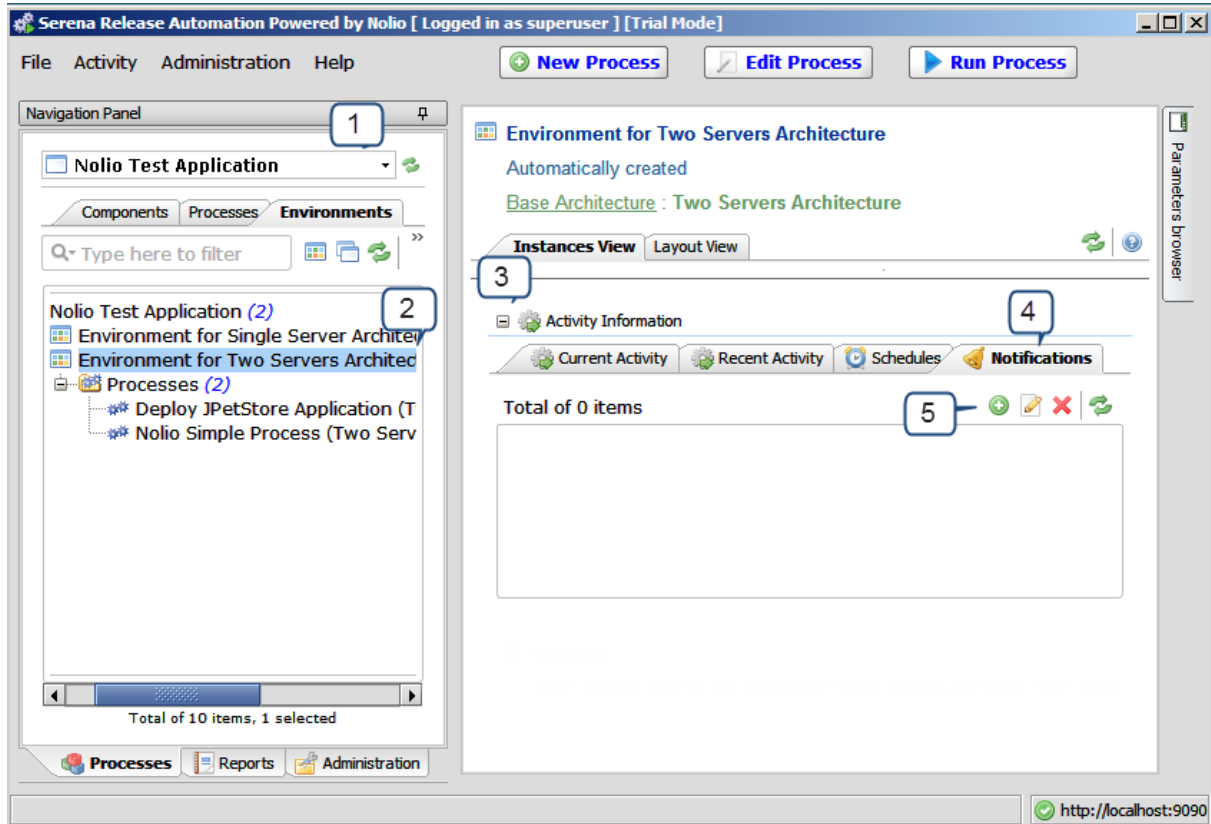 Serena Release Automation Powered by Nolio [ Logged in as superuser ] [Trial Mode]
File Activity Administration Help
New Process Edit Process Run Process
Navigation Panel
1
Nolio Test Application
Components Processes Environments
Type here to filter
»
Nolio Test Application (2)
2
Environment for Single Server Architec
Environment for Two Servers Architec
Processes (2)
Deploy JPetStore Application (T
Nolio Simple Process (Two Serv
Total of 10 items, 1 selected
Processes Reports Administration
Environment for Two Servers Architecture
Automatically created
Base Architecture : Two Servers Architecture
Instances View Layout View
3
Activity Information
4
Current Activity Recent Activity Schedules Notifications
Total of 0 items
5
Parameters browser
http://localhost:9090